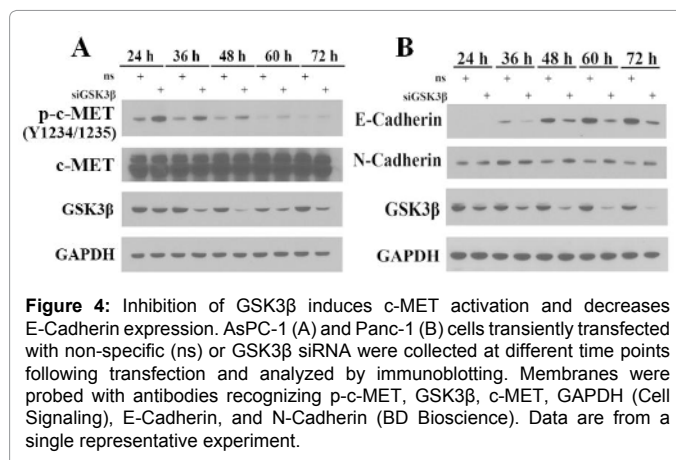 A
B
24 h 36 h 48 h 60 h 72 h
ns + + + + +
siGSK3β + + + + +
p-c-MET
(Y1234/1235)
c-MET
GSK3β
GAPDH
24 h 36 h 48 h 60 h 72 h
ns + + + + +
siGSK3β + + + + +
E-Cadherin
N-Cadherin
GSK3β
GAPDH
Figure 4: Inhibition of GSK3β induces c-MET activation and decreases
E-Cadherin expression. AsPC-1 (A) and Panc-1 (B) cells transiently transfected
with non-specific (ns) or GSK3β siRNA were collected at different time points
following transfection and analyzed by immunoblotting. Membranes were
probed with antibodies recognizing p-c-MET, GSK3β, c-MET, GAPDH (Cell
Signaling), E-Cadherin, and N-Cadherin (BD Bioscience). Data are from a
single representative experiment.